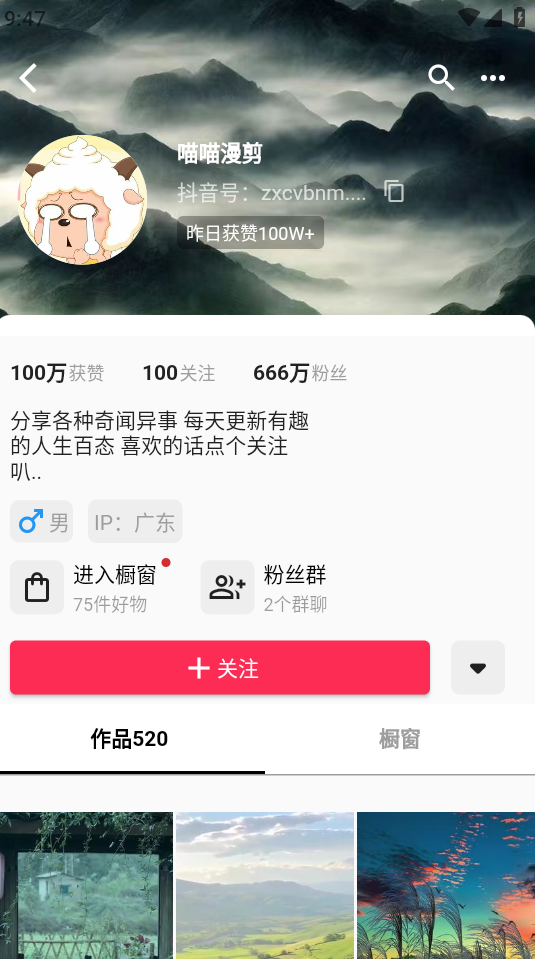 9:47
喵喵漫剪
抖音号：zxcvbnm....
昨日获赞100W+
100万获赞 100关注 666万粉丝
分享各种奇闻异事 每天更新有趣
的人生百态 喜欢的话点个关注
叭..
男 IP：广东
进入橱窗 粉丝群
75件好物 2个群聊
关注
作品520 橱窗